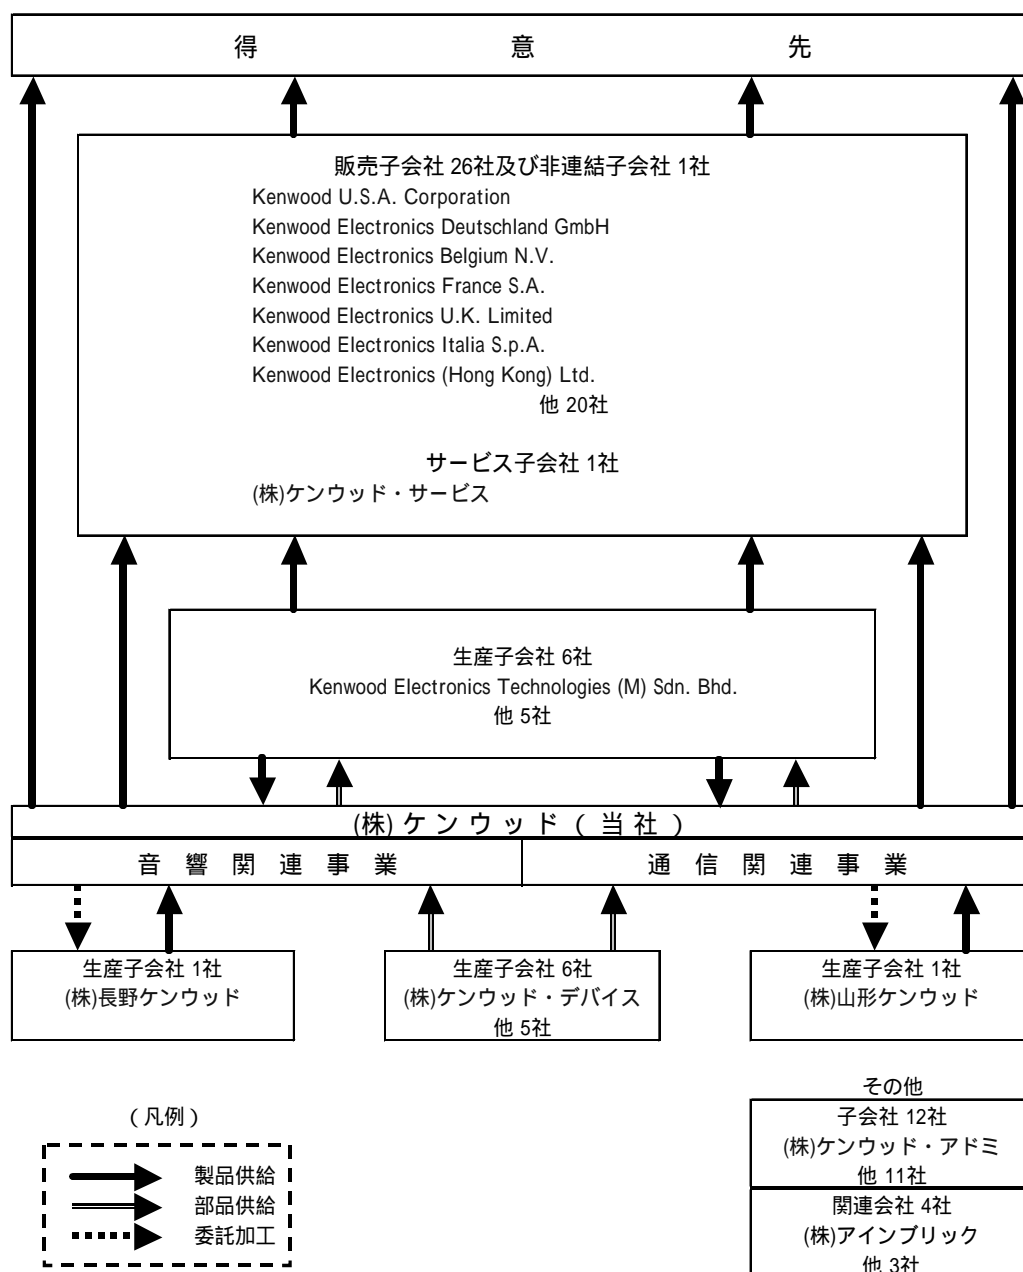 得意先
販売子会社 26社及び非連結子会社 1社
Kenwood U.S.A. Corporation
Kenwood Electronics Deutschland GmbH
Kenwood Electronics Belgium N.V.
Kenwood Electronics France S.A.
Kenwood Electronics U.K. Limited
Kenwood Electronics Italia S.p.A.
Kenwood Electronics (Hong Kong) Ltd.
他 20社
サービス子会社 1社
(株)ケンウッド・サービス
生産子会社 6社
Kenwood Electronics Technologies (M) Sdn. Bhd.
他 5社
(株)ケンウッド(当社)
音響関連事業
通信関連事業
生産子会社 1社
(株)長野ケンウッド
生産子会社 6社
(株)ケンウッド・デバイス
他 5社
生産子会社 1社
(株)山形ケンウッド
(凡例)
製品供給
部品供給
委託加工
その他
子会社 12社
(株)ケンウッド・アドミ
他 11社
関連会社 4社
(株)アインブリック
他 3社